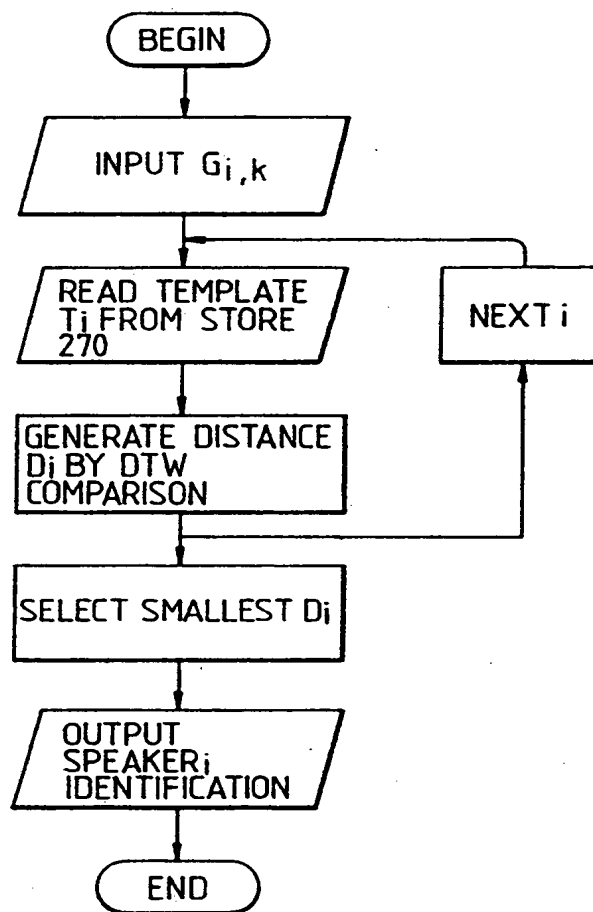 BEGIN
INPUT Gi,k
READ TEMPLATE
Ti FROM STORE
270
NEXT i
GENERATE DISTANCE
Di BY DTW
COMPARISON
SELECT SMALLEST Di
OUTPUT
SPEAKERi
IDENTIFICATION
END